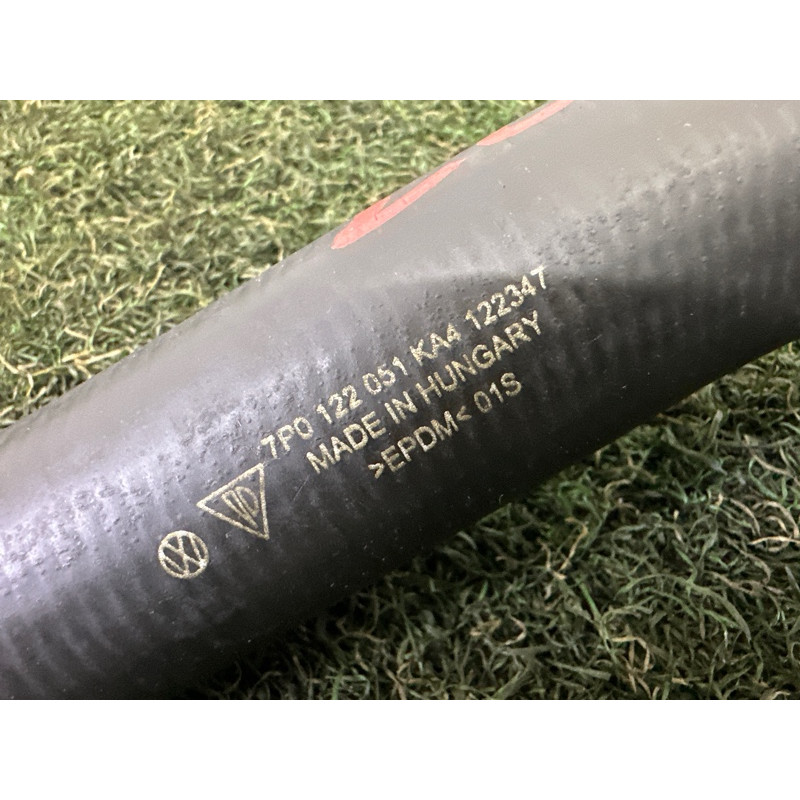 7P0 122 051 KA4 122347
MADE IN HUNGARY
>EPDM< 01S